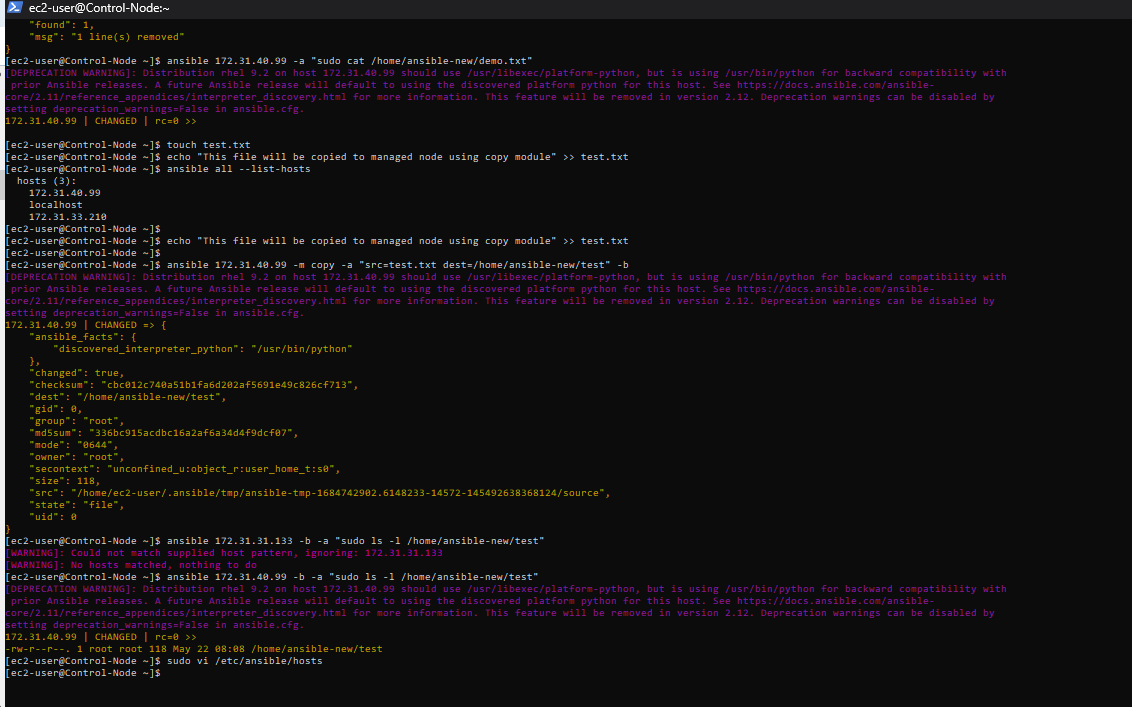 ec2-user@Control-Node:~
    "found": 1,
    "msg": "1 line(s) removed"
}
[ec2-user@Control-Node ~]$ ansible 172.31.40.99 -a "sudo cat /home/ansible-new/demo.txt"
[DEPRECATION WARNING]: Distribution rhel 9.2 on host 172.31.40.99 should use /usr/libexec/platform-python, but is using /usr/bin/python for backward compatibility with
 prior Ansible releases. A future Ansible release will default to using the discovered platform python for this host. See https://docs.ansible.com/ansible-
core/2.11/reference_appendices/interpreter_discovery.html for more information. This feature will be removed in version 2.12. Deprecation warnings can be disabled by
setting deprecation_warnings=False in ansible.cfg.
172.31.40.99 | CHANGED | rc=0 >>

[ec2-user@Control-Node ~]$ touch test.txt
[ec2-user@Control-Node ~]$ echo "This file will be copied to managed node using copy module" >> test.txt
[ec2-user@Control-Node ~]$ ansible all --list-hosts
  hosts (3):
    172.31.40.99
    localhost
    172.31.33.210
[ec2-user@Control-Node ~]$
[ec2-user@Control-Node ~]$ echo "This file will be copied to managed node using copy module" >> test.txt
[ec2-user@Control-Node ~]$
[ec2-user@Control-Node ~]$ ansible 172.31.40.99 -m copy -a "src=test.txt dest=/home/ansible-new/test" -b
[DEPRECATION WARNING]: Distribution rhel 9.2 on host 172.31.40.99 should use /usr/libexec/platform-python, but is using /usr/bin/python for backward compatibility with
 prior Ansible releases. A future Ansible release will default to using the discovered platform python for this host. See https://docs.ansible.com/ansible-
core/2.11/reference_appendices/interpreter_discovery.html for more information. This feature will be removed in version 2.12. Deprecation warnings can be disabled by
setting deprecation_warnings=False in ansible.cfg.
172.31.40.99 | CHANGED => {
    "ansible_facts": {
        "discovered_interpreter_python": "/usr/bin/python"
    },
    "changed": true,
    "checksum": "cbc012c740a51b1fa6d202af5691e49c826cf713",
    "dest": "/home/ansible-new/test",
    "gid": 0,
    "group": "root",
    "md5sum": "336bc915acdbc16a2af6a34d4f9dcf07",
    "mode": "0644",
    "owner": "root",
    "secontext": "unconfined_u:object_r:user_home_t:s0",
    "size": 118,
    "src": "/home/ec2-user/.ansible/tmp/ansible-tmp-1684742902.6148233-14572-145492638368124/source",
    "state": "file",
    "uid": 0
}
[ec2-user@Control-Node ~]$ ansible 172.31.31.133 -b -a "sudo ls -l /home/ansible-new/test"
[WARNING]: Could not match supplied host pattern, ignoring: 172.31.31.133
[WARNING]: No hosts matched, nothing to do
[ec2-user@Control-Node ~]$ ansible 172.31.40.99 -b -a "sudo ls -l /home/ansible-new/test"
[DEPRECATION WARNING]: Distribution rhel 9.2 on host 172.31.40.99 should use /usr/libexec/platform-python, but is using /usr/bin/python for backward compatibility with
 prior Ansible releases. A future Ansible release will default to using the discovered platform python for this host. See https://docs.ansible.com/ansible-
core/2.11/reference_appendices/interpreter_discovery.html for more information. This feature will be removed in version 2.12. Deprecation warnings can be disabled by
setting deprecation_warnings=False in ansible.cfg.
172.31.40.99 | CHANGED | rc=0 >>
-rw-r--r--. 1 root root 118 May 22 08:08 /home/ansible-new/test
[ec2-user@Control-Node ~]$ sudo vi /etc/ansible/hosts
[ec2-user@Control-Node ~]$